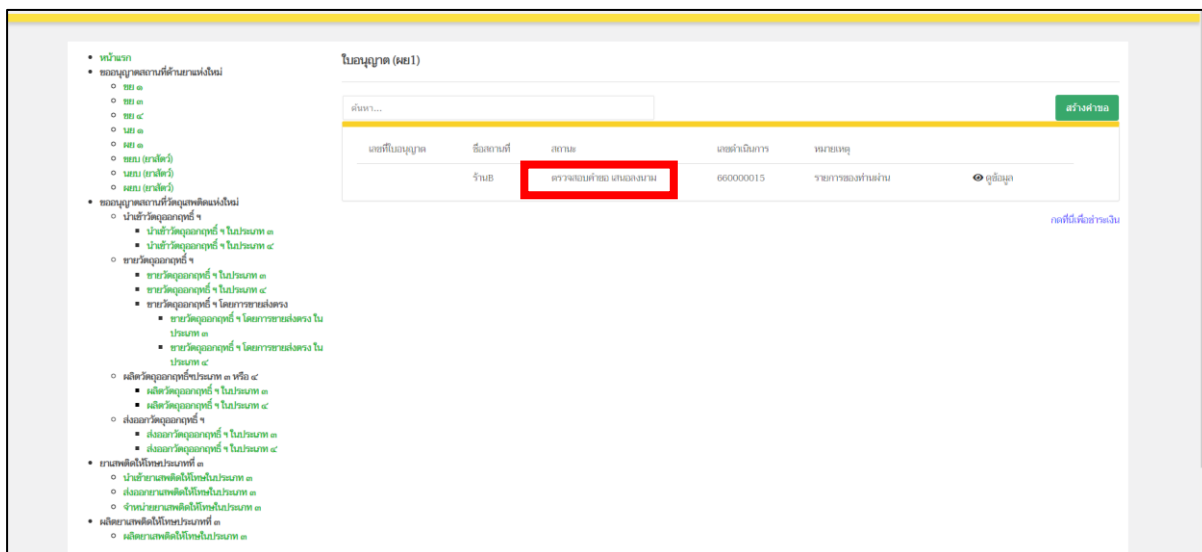 หน้าแรก
ขออนุญาตสถานที่ด้านยาแห่งใหม่
ขย ๑
ขย ๓
ขย ๔
นย ๑
ผย ๑
ขยบ (ยาสัตว์)
นยบ (ยาสัตว์)
ผยบ (ยาสัตว์)
ขออนุญาตสถานที่วัตถุเสพติดแห่งใหม่
นำเข้าวัตถุออกฤทธิ์ ฯ
นำเข้าวัตถุออกฤทธิ์ ฯ ในประเภท ๓
นำเข้าวัตถุออกฤทธิ์ ฯ ในประเภท ๔
ขายวัตถุออกฤทธิ์ ฯ
ขายวัตถุออกฤทธิ์ ฯ ในประเภท ๓
ขายวัตถุออกฤทธิ์ ฯ ในประเภท ๔
ขายวัตถุออกฤทธิ์ ฯ โดยการขายส่งตรง
ขายวัตถุออกฤทธิ์ ฯ โดยการขายส่งตรง ใน
ประเภท ๓
ขายวัตถุออกฤทธิ์ ฯ โดยการขายส่งตรง ใน
ประเภท ๔
ผลิตวัตถุออกฤทธิ์ฯประเภท ๓ หรือ ๔
ผลิตวัตถุออกฤทธิ์ ฯ ในประเภท ๓
ผลิตวัตถุออกฤทธิ์ ฯ ในประเภท ๔
ส่งออกวัตถุออกฤทธิ์ ฯ
ส่งออกวัตถุออกฤทธิ์ ฯ ในประเภท ๓
ส่งออกวัตถุออกฤทธิ์ ฯ ในประเภท ๔
ยาเสพติดให้โทษประเภทที่ ๓
นำเข้ายาเสพติดให้โทษในประเภท ๓
ส่งออกยาเสพติดให้โทษในประเภท ๓
จำหน่ายยาเสพติดให้โทษในประเภท ๓
ผลิตยาเสพติดให้โทษประเภทที่ ๓
ผลิตยาเสพติดให้โทษในประเภท ๓
ใบอนุญาต (ผย1)
ค้นหา... สร้างคำขอ
เลขที่ใบอนุญาต ชื่อสถานที่ สถานะ เลขดำเนินการ หมายเหตุ
ร้านB ตรวจสอบคำขอ เสนอลงนาม 660000015 รายการของท่านผ่าน ดูข้อมูล
กดที่นี่เพื่อชำระเงิน